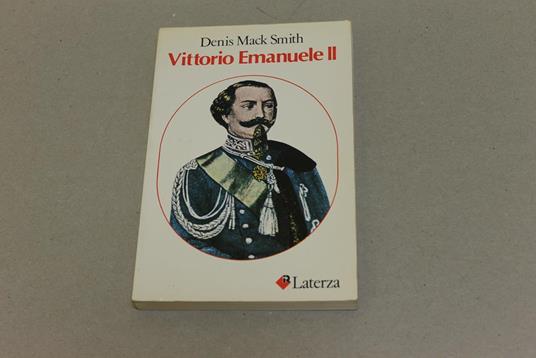 Denis Mack Smith
Vittorio Emanuele II
Laterza